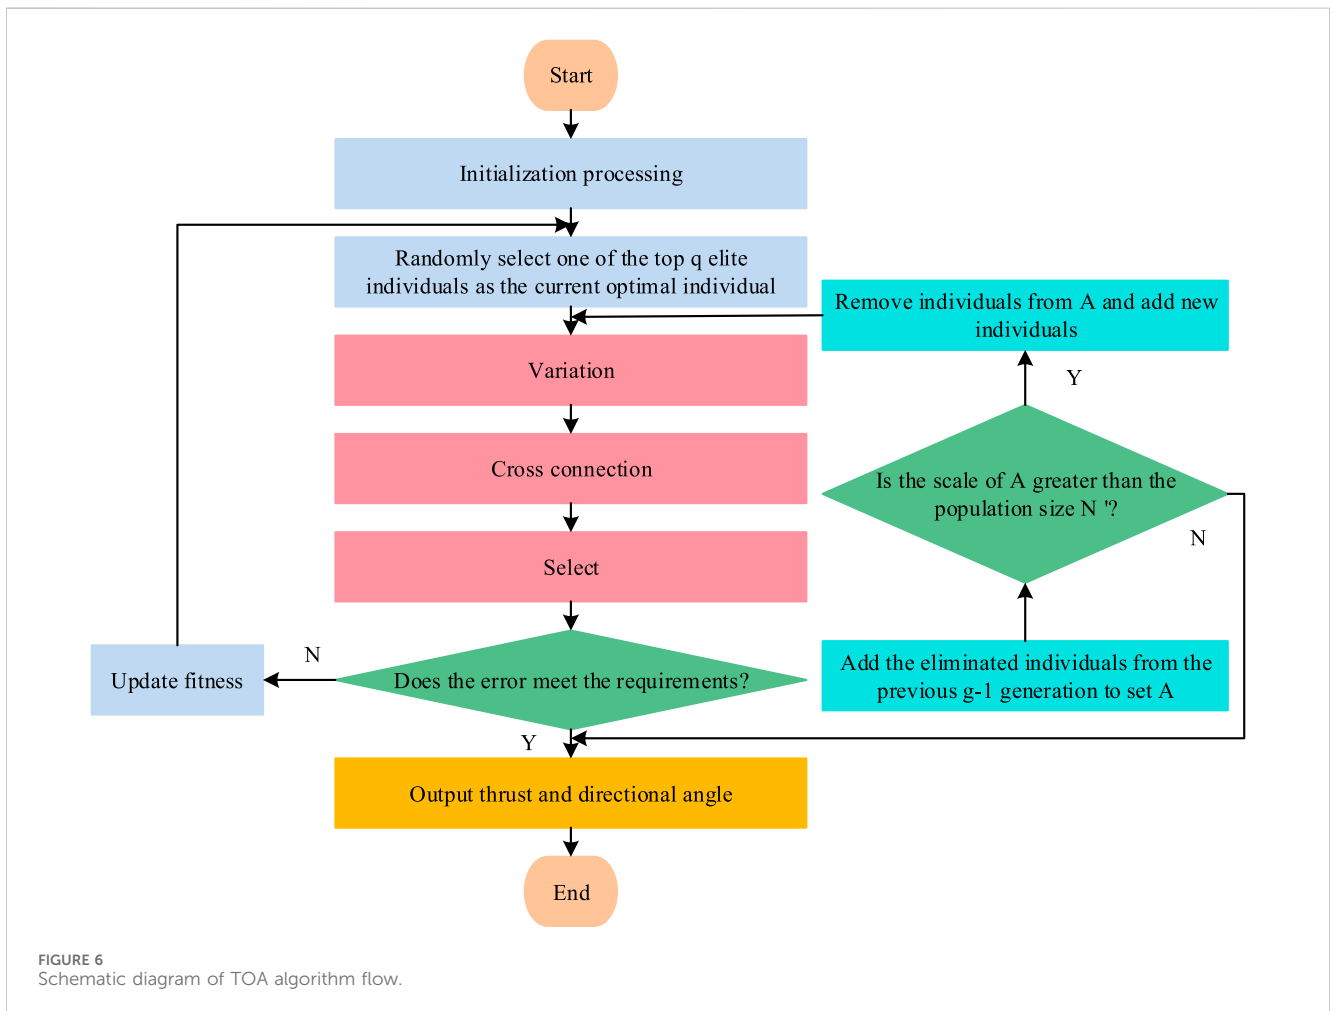 Start
Initialization processing
Randomly select one of the top q elite
individuals as the current optimal individual
Remove individuals from A and add new
individuals
Variation
Y
Cross connection
Is the scale of A greater than the
population size N '?
N
Select
N
Update fitness
Does the error meet the requirements?
Add the eliminated individuals from the
previous g-1 generation to set A
Y
Output thrust and directional angle
End
FIGURE 6
Schematic diagram of TOA algorithm flow.